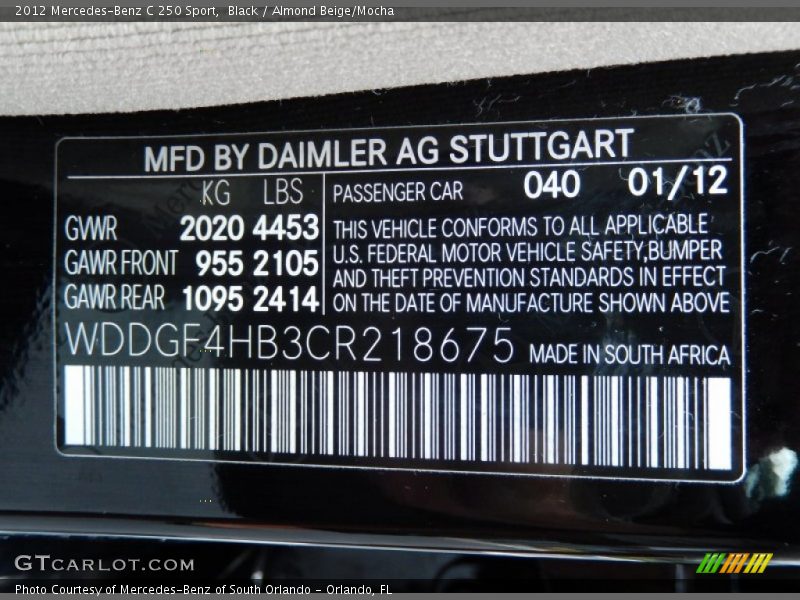 2012 Mercedes-Benz C 250 Sport, Black / Almond Beige/Mocha
MFD BY DAIMLER AG STUTTGART
KG LBS
GWR 2020 4453
GAWR FRONT 955 2105
GAWR REAR 1095 2414
PASSENGER CAR 040 01/12
THIS VEHICLE CONFORMS TO ALL APPLICABLE
U.S. FEDERAL MOTOR VEHICLE SAFETY,BUMPER
AND THEFT PREVENTION STANDARDS IN EFFECT
ON THE DATE OF MANUFACTURE SHOWN ABOVE
WDDGF4HB3CR218675 MADE IN SOUTH AFRICA
GTCARLOT.COM
Photo Courtesy of Mercedes-Benz of South Orlando - Orlando, FL